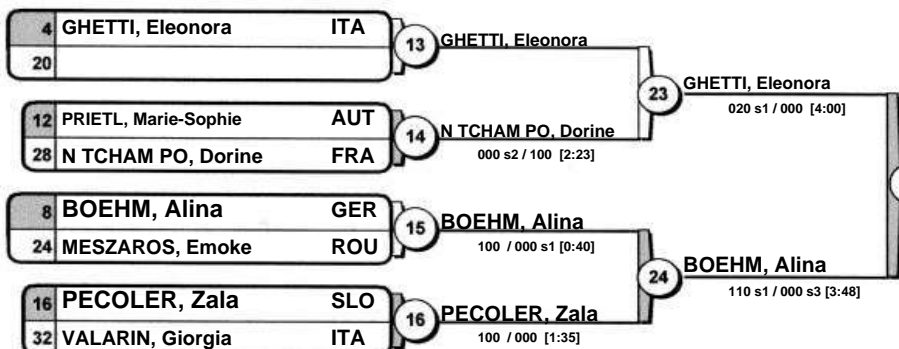 4 GHETTI, Eleonora ITA
20
13 GHETTI, Eleonora
12 PRIETL, Marie-Sophie AUT
28 N TCHAM PO, Dorine FRA
14 N TCHAM PO, Dorine
000 s2 / 100 [2:23]
23 GHETTI, Eleonora
020 s1 / 000 [4:00]
8 BOEHM, Alina GER
24 MESZAROS, Emoke ROU
15 BOEHM, Alina
100 / 000 s1 [0:40]
16 PECOLER, Zala SLO
32 VALARIN, Giorgia ITA
16 PECOLER, Zala
100 / 000 [1:35]
24 BOEHM, Alina
110 s1 / 000 s3 [3:48]